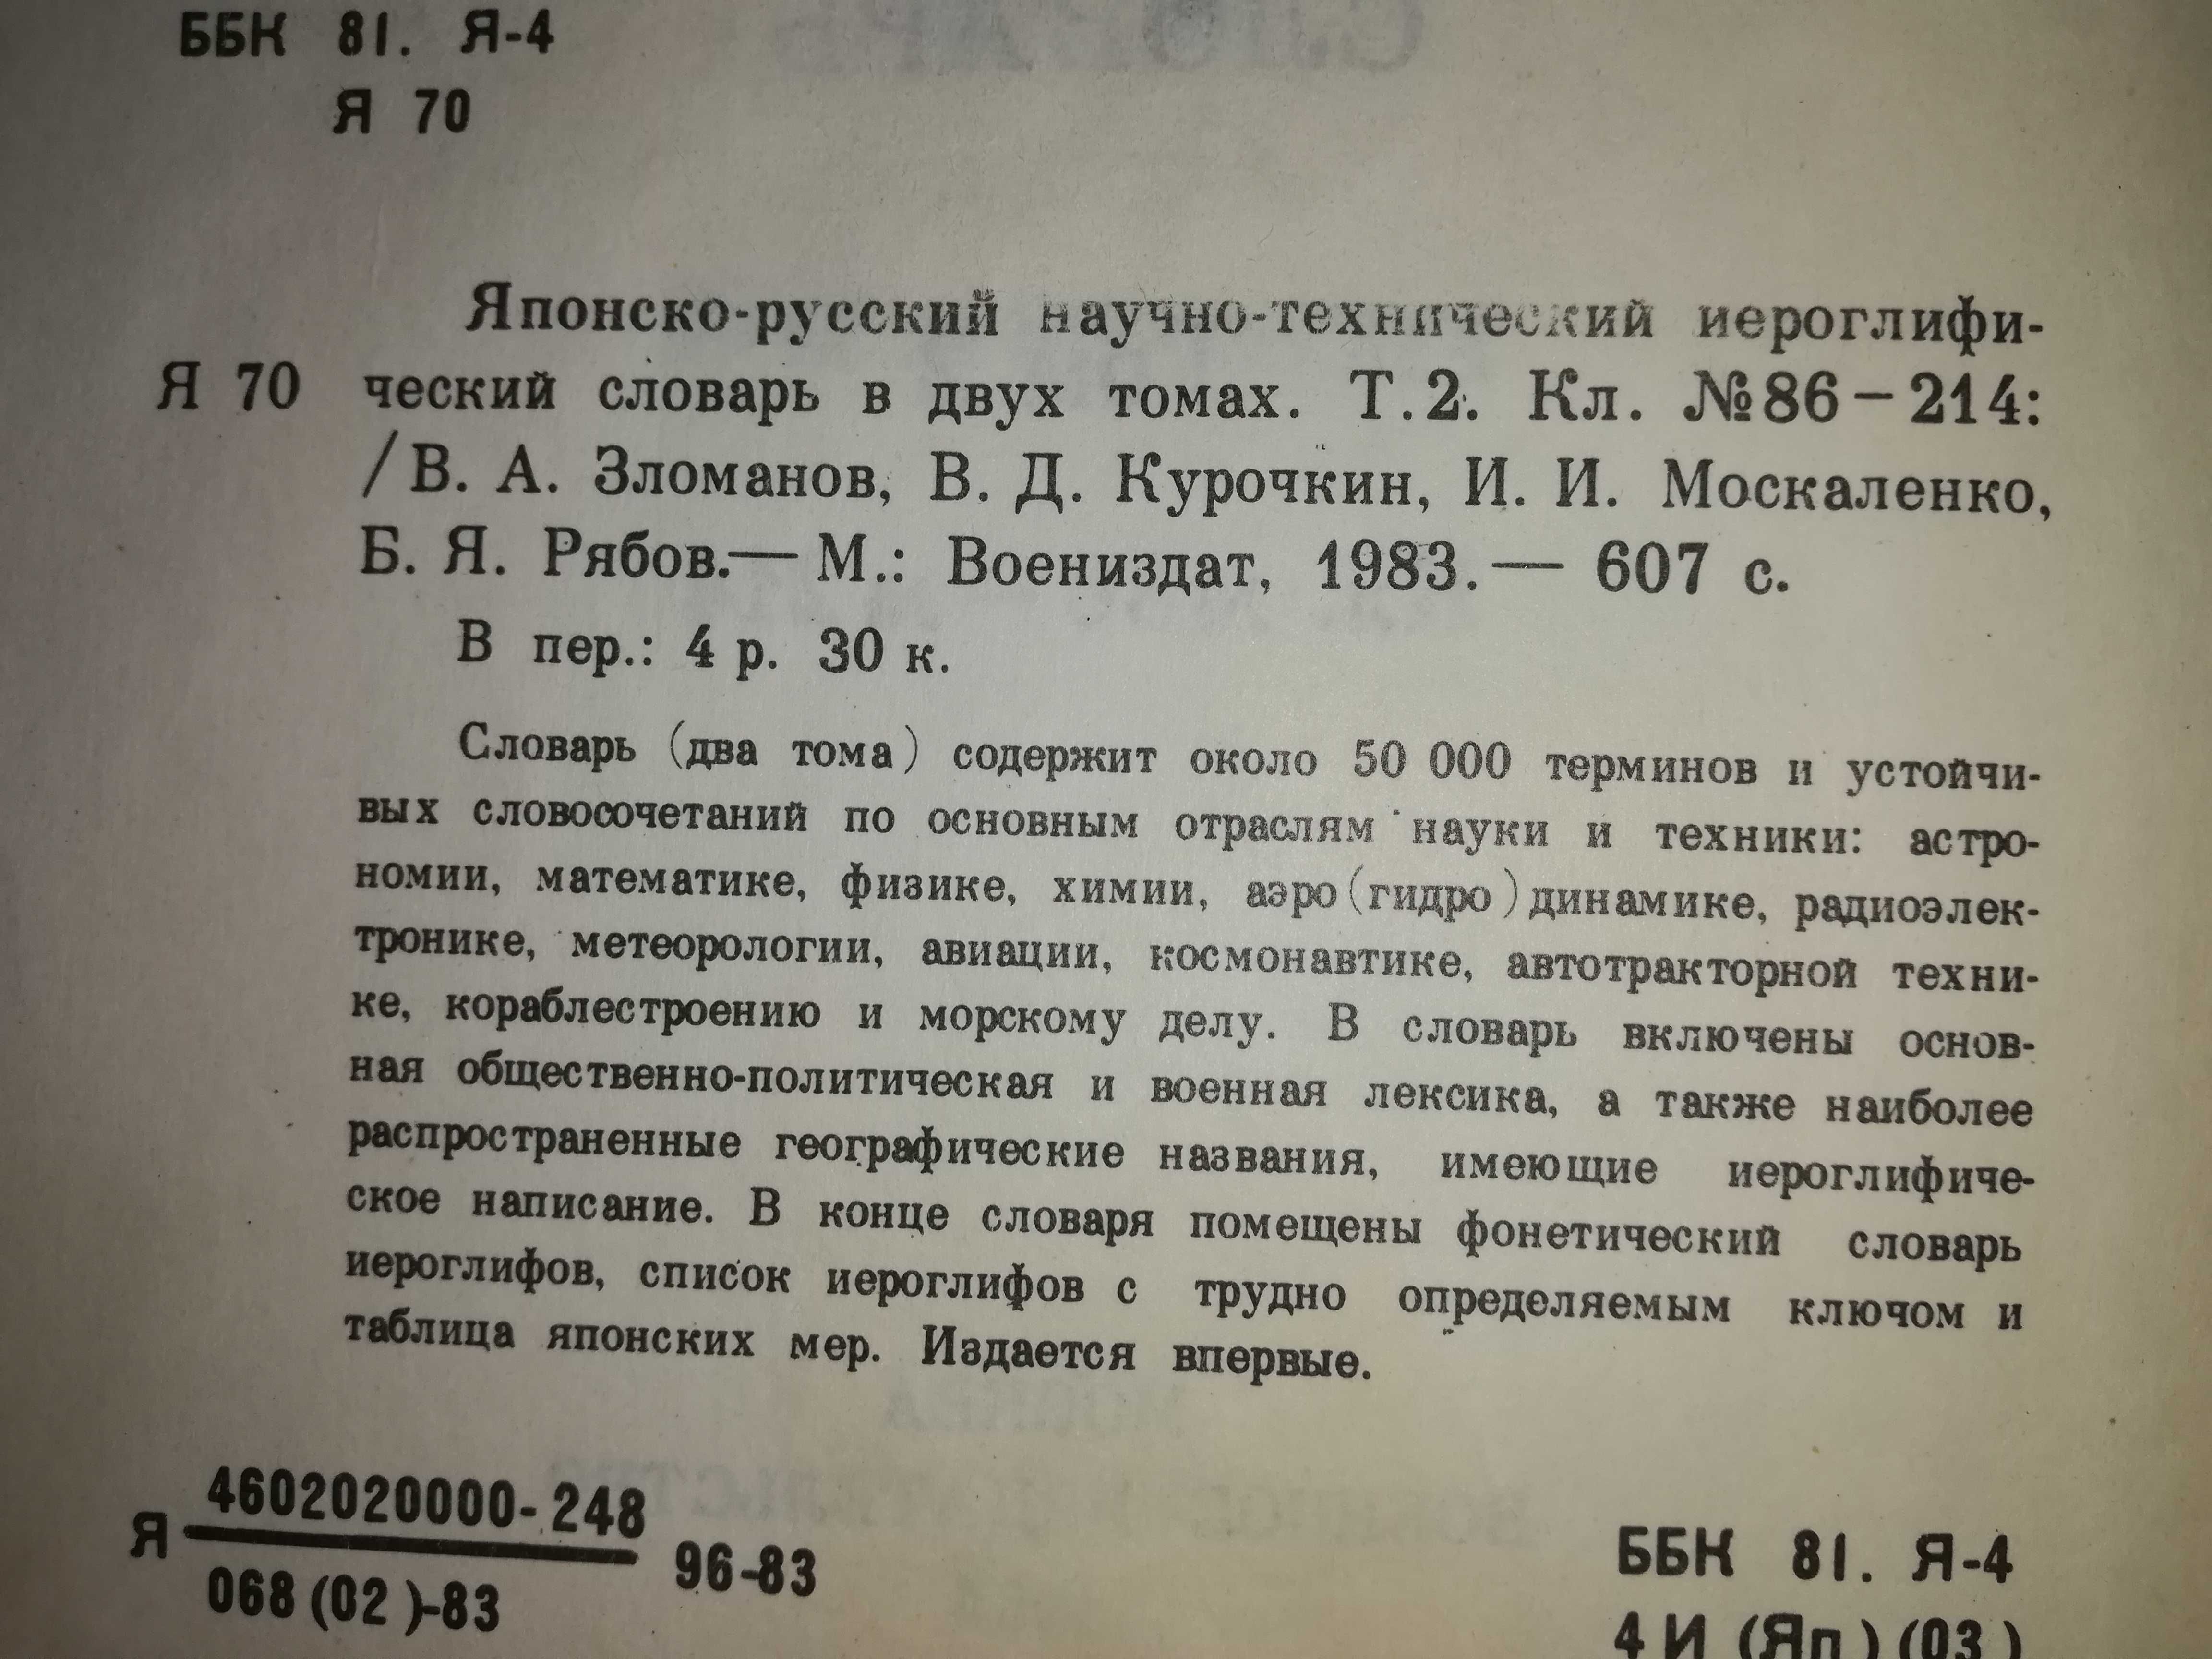 ББК 81. Я-4
Я 70
Японско-русский научно-технический иероглифи-
Я 70 ческий словарь в двух томах. Т.2. Кл. №86—214:
/В. А. Зломанов, В. Д. Курочкин, И. И. Москаленко,
Б. Я. Рябов.— М.: Воениздат, 1983.— 607 с.
В пер.: 4 р. 30 к.
Словарь (два тома) содержит около 50 000 терминов и устойчи-
вых словосочетаний по основным отраслям науки и техники: астро-
номии, математике, физике, химии, аэро(гидро)динамике, радиоэлек-
тронике, метеорологии, авиации, космонавтике, автотракторной техни-
ке, кораблестроению и морскому делу. В словарь включены основ-
ная общественно-политическая и военная лексика, а также наиболее
распространенные географические названия, имеющие иероглифиче-
ское написание. В конце словаря помещены фонетический словарь
иероглифов, список иероглифов с трудно определяемым ключом и
таблица японских мер. Издается впервые.
4602020000-248
Я 96-83
068(02)-83
ББК 81. Я-4
4 И (Яп) (03)